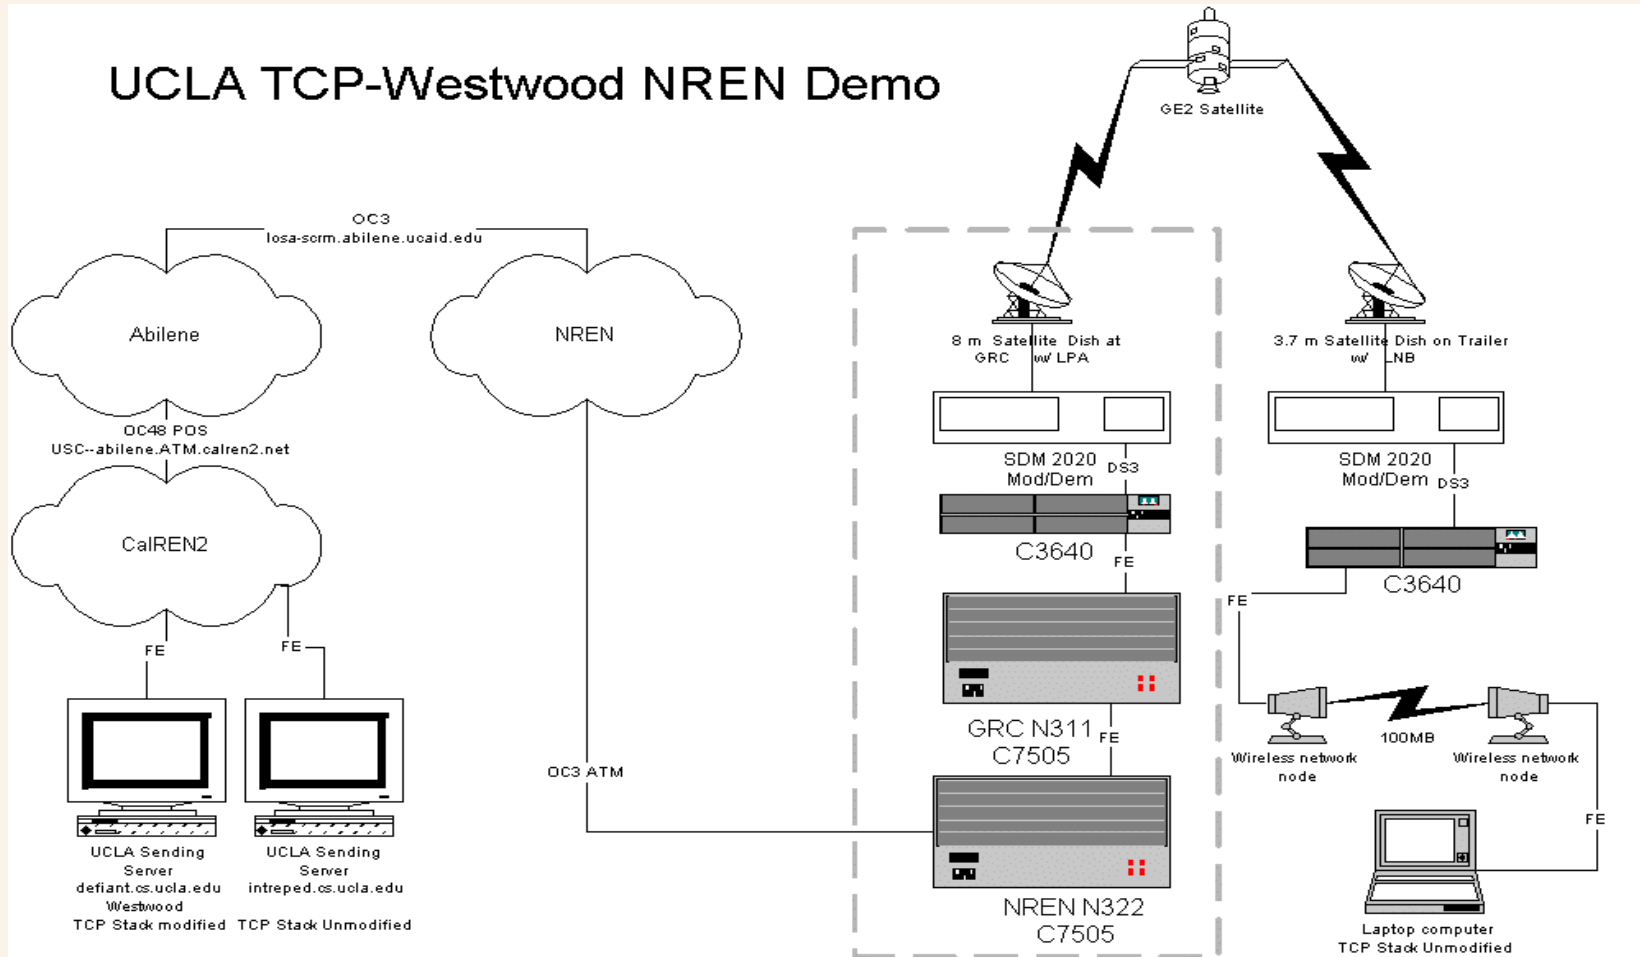 UCLA TCP-Westwood NREN Demo
GE2 Satellite
OC3
losa-scrm.abilene.ucaid.edu
Abilene
NREN
8 m Satellite Dish at
GRC w/ LPA
3.7 m Satellite Dish on Trailer
w/ LNB
OC48 POS
USC--abilene.ATM.calren2.net
SDM 2020
Mod/Dem
DS3
SDM 2020
Mod/Dem
DS3
CalREN2
C3640
FE
C3640
FE
FE
FE
GRC N311
C7505
FE
100MB
Wireless network
node
Wireless network
node
OC3 ATM
FE
UCLA Sending
Server
defiant.cs.ucla.edu
Westwood
TCP Stack modified
UCLA Sending
Server
intreped.cs.ucla.edu
TCP Stack Unmodified
NREN N322
C7505
Laptop computer
TCP Stack Unmodified